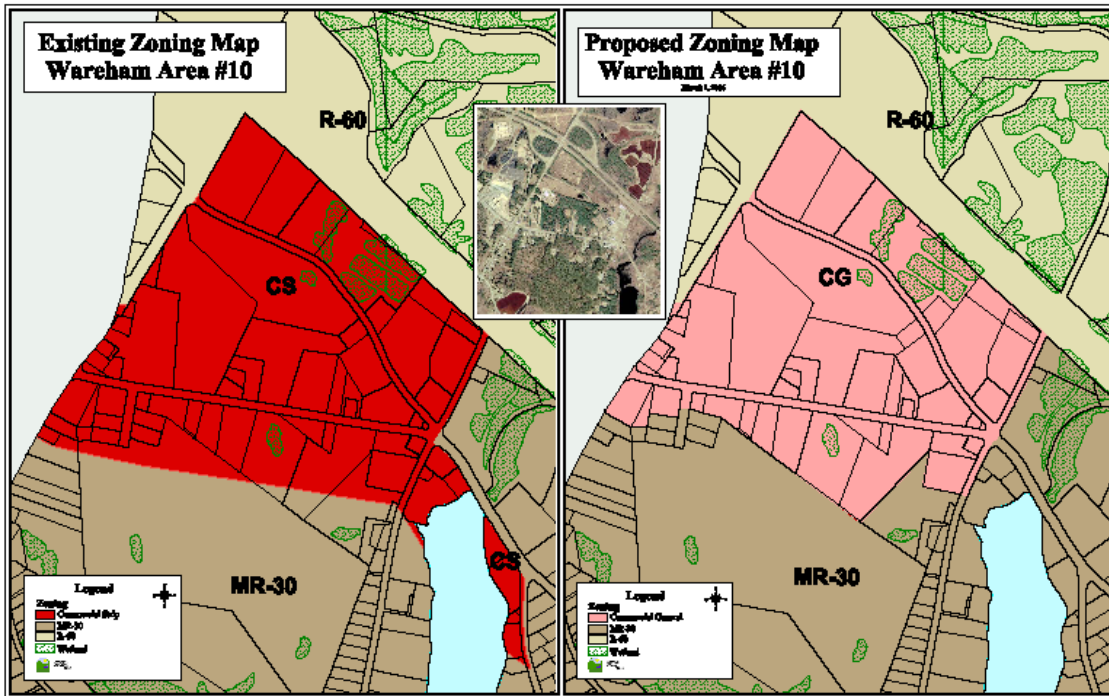 Existing Zoning Map
Wareham Area #10
R-60
CS
CS
MR-30
Legend
Zoning
Commercial Strip
MR-30
R-60
Wetland
Proposed Zoning Map
Wareham Area #10
R-60
CG
MR-30
Legend
Zoning
Commercial General
MR-30
R-60
Wetland